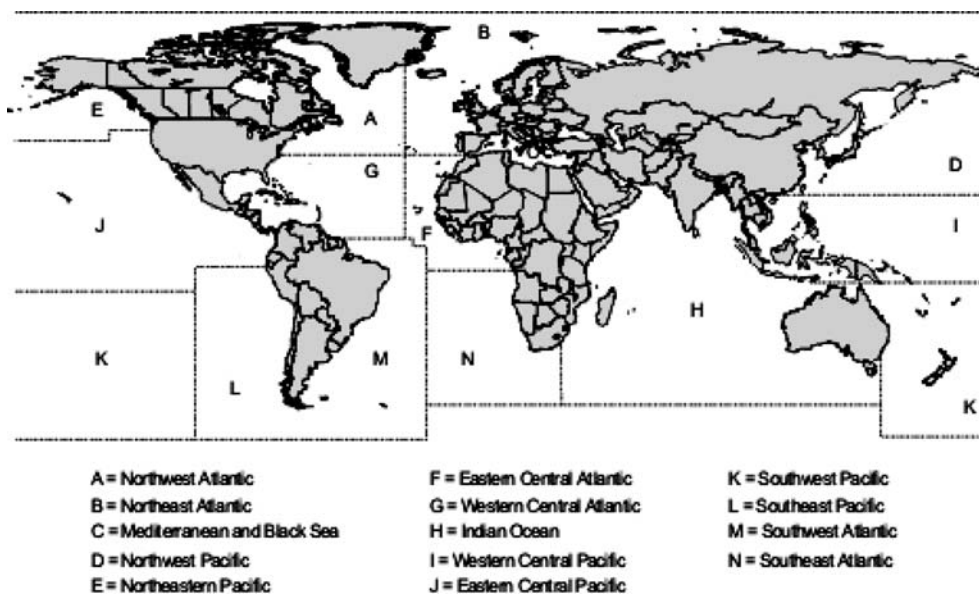 B
E
A
G
D
J
F
I
H
K
M
N
L
K
A = Northwest Atlantic
B = Northeast Atlantic
C = Mediterranean and Black Sea
D = Northwest Pacific
E = Northeastern Pacific
F = Eastern Central Atlantic
G = Western Central Atlantic
H = Indian Ocean
I = Western Central Pacific
J = Eastern Central Pacific
K = Southwest Pacific
L = Southeast Pacific
M = Southwest Atlantic
N = Southeast Atlantic